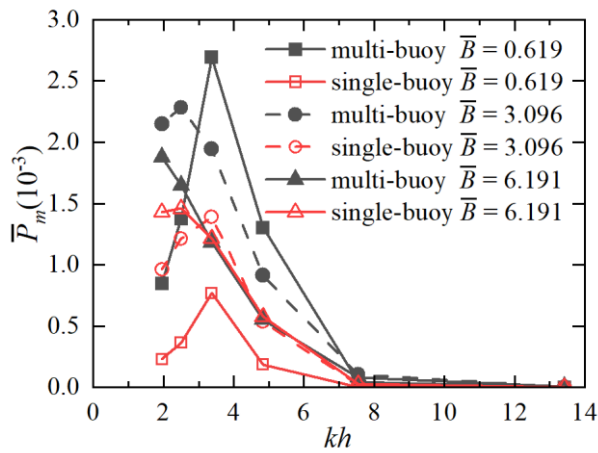 3.0
2.5
2.0
1.5
1.0
0.5
0.0
P̅ₘ(10⁻³)
multi-buoy B̅ = 0.619
single-buoy B̅ = 0.619
multi-buoy B̅ = 3.096
single-buoy B̅ = 3.096
multi-buoy B̅ = 6.191
single-buoy B̅ = 6.191
0 2 4 6 8 10 12 14
kh